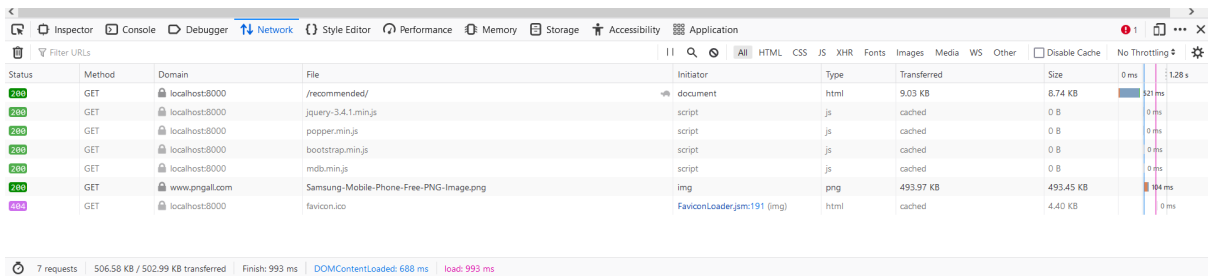 Inspector Console Debugger Network Style Editor Performance Memory Storage Accessibility Application 1
Filter URLs All HTML CSS JS XHR Fonts Images Media WS Other Disable Cache No Throttling
Status Method Domain File Initiator Type Transferred Size 0 ms 1.28 s
200 GET localhost:8000 /recommended/ document html 9.03 KB 8.74 KB 521 ms
200 GET localhost:8000 jquery-3.4.1.min.js script js cached 0 B 0 ms
200 GET localhost:8000 popper.min.js script js cached 0 B 0 ms
200 GET localhost:8000 bootstrap.min.js script js cached 0 B 0 ms
200 GET localhost:8000 mdb.min.js script js cached 0 B 0 ms
200 GET www.pngall.com Samsung-Mobile-Phone-Free-PNG-Image.png img png 493.97 KB 493.45 KB 104 ms
404 GET localhost:8000 favicon.ico FaviconLoader.jsm:191 (img) html cached 4.40 KB 0 ms
7 requests 506.58 KB / 502.99 KB transferred Finish: 993 ms DOMContentLoaded: 688 ms load: 993 ms